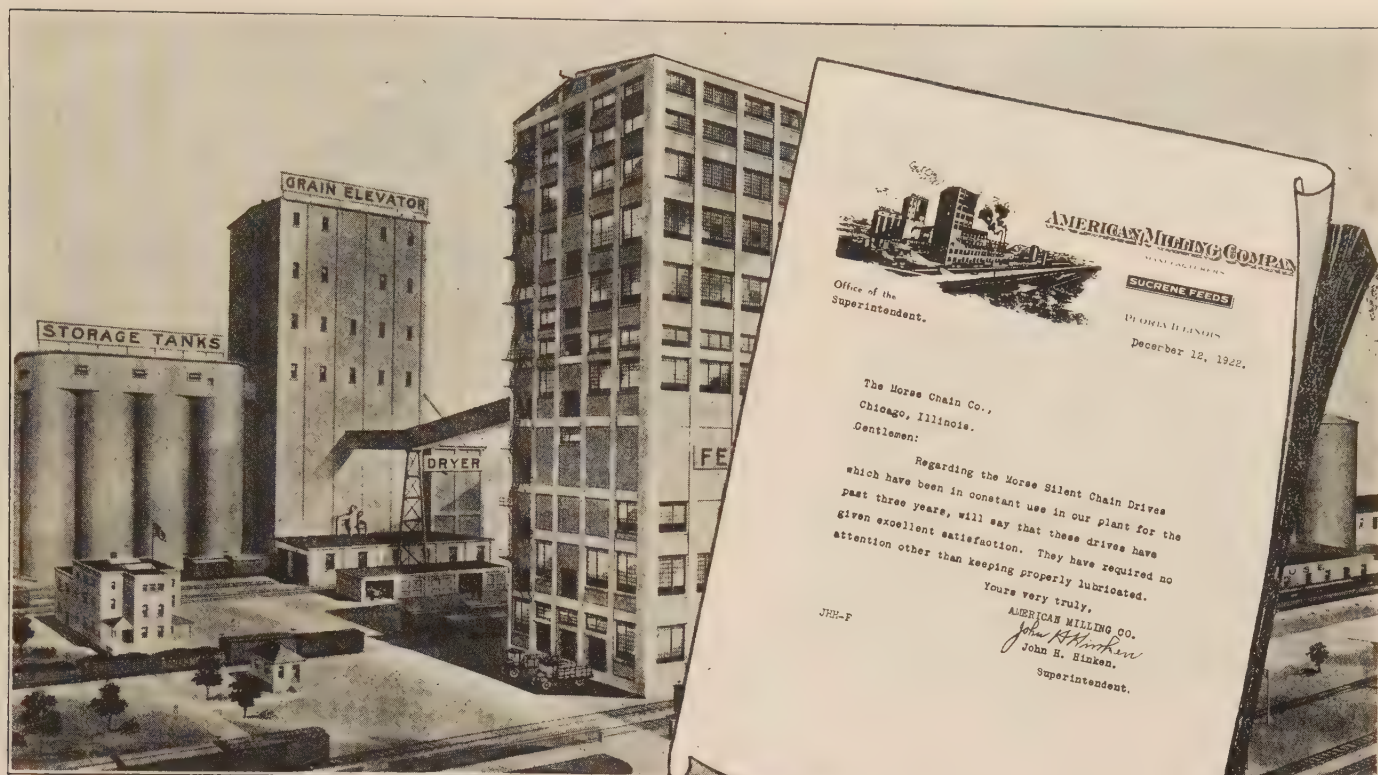 GRAIN ELEVATOR
STORAGE TANKS
DRYER
FE
AMERICAN MILLING COMPAN
MANUFACTURERS
SUCRENE FEEDS
PEORIA ILLINOIS
Office of the
Superintendent.
December 12, 1922.
The Morse Chain Co.,
Chicago, Illinois.
Gentlemen:
Regarding the Morse Silent Chain Drives
which have been in constant use in our plant for the
past three years, will say that these drives have
given excellent satisfaction. They have required no
attention other than keeping properly lubricated.
Yours very truly,
AMERICAN MILLING CO.
John H Hinken
John H. Hinken.
Superintendent.
JHH-F
USE